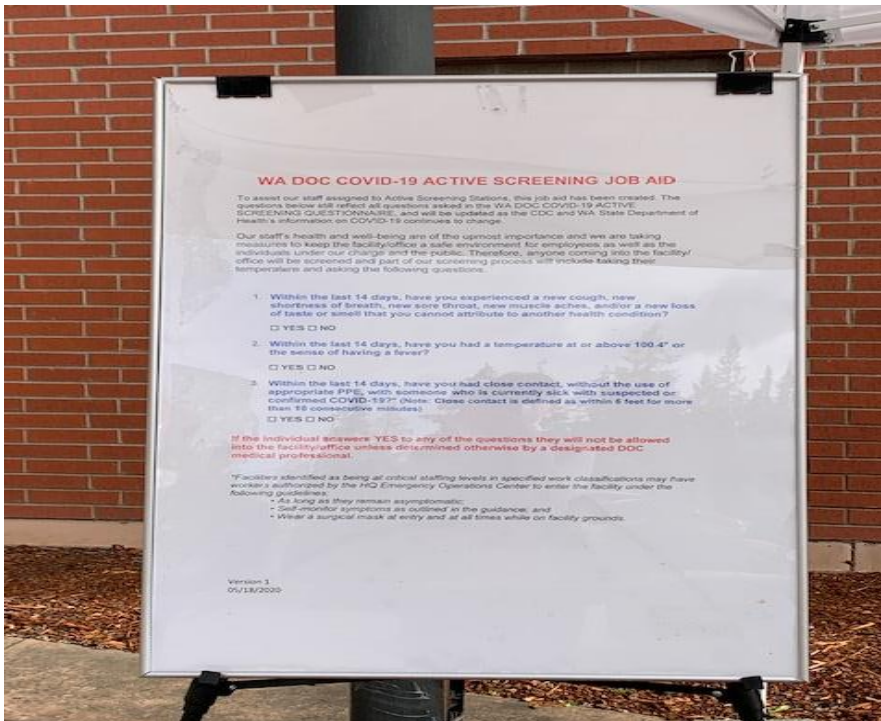 WA DOC COVID-19 ACTIVE SCREENING JOB AID
To assist our staff assigned to Active Screening Stations, this job aid has been created. The
questions below still reflect all questions asked in the WA DOC COVID-19 ACTIVE
SCREENING QUESTIONNAIRE, and will be updated as the CDC and WA State Department of
Health's information on COVID-19 continues to change.
Our staff's health and well-being are of the upmost importance and we are taking
measures to keep the facility/office a safe environment for employees as well as the
individuals under our charge and the public. Therefore, anyone coming into the facility/
office will be screened and part of our screening process will include taking their
temperature and asking the following questions.
1. Within the last 14 days, have you experienced a new cough, new
shortness of breath, new sore throat, new muscle aches, and/or a new loss
of taste or smell that you cannot attribute to another health condition?
☐ YES ☐ NO
2. Within the last 14 days, have you had a temperature at or above 100.4° or
the sense of having a fever?
☐ YES ☐ NO
3. Within the last 14 days, have you had close contact, without the use of
appropriate PPE, with someone who is currently sick with suspected or
confirmed COVID-19?* (Note: Close contact is defined as within 6 feet for more
than 10 consecutive minutes)
☐ YES ☐ NO
If the individual answers YES to any of the questions they will not be allowed
into the facility/office unless determined otherwise by a designated DOC
medical professional.
*Facilities identified as being at critical staffing levels in specified work classifications may have
workers authorized by the HQ Emergency Operations Center to enter the facility under the
following guidelines:
• As long as they remain asymptomatic;
• Self-monitor symptoms as outlined in the guidance; and
• Wear a surgical mask at entry and at all times while on facility grounds.
Version 1
05/18/2020